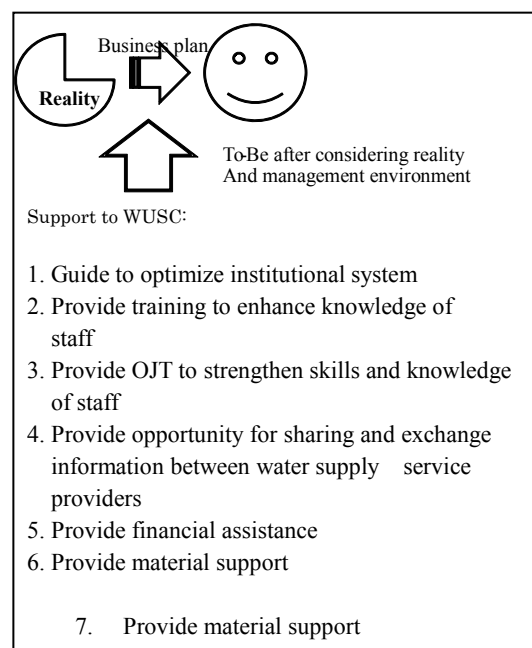 Business plan
Reality
To-Be after considering reality
And management environment
Support to WUSC:
1. Guide to optimize institutional system
2. Provide training to enhance knowledge of
staff
3. Provide OJT to strengthen skills and knowledge
of staff
4. Provide opportunity for sharing and exchange
information between water supply service
providers
5. Provide financial assistance
6. Provide material support
7. Provide material support